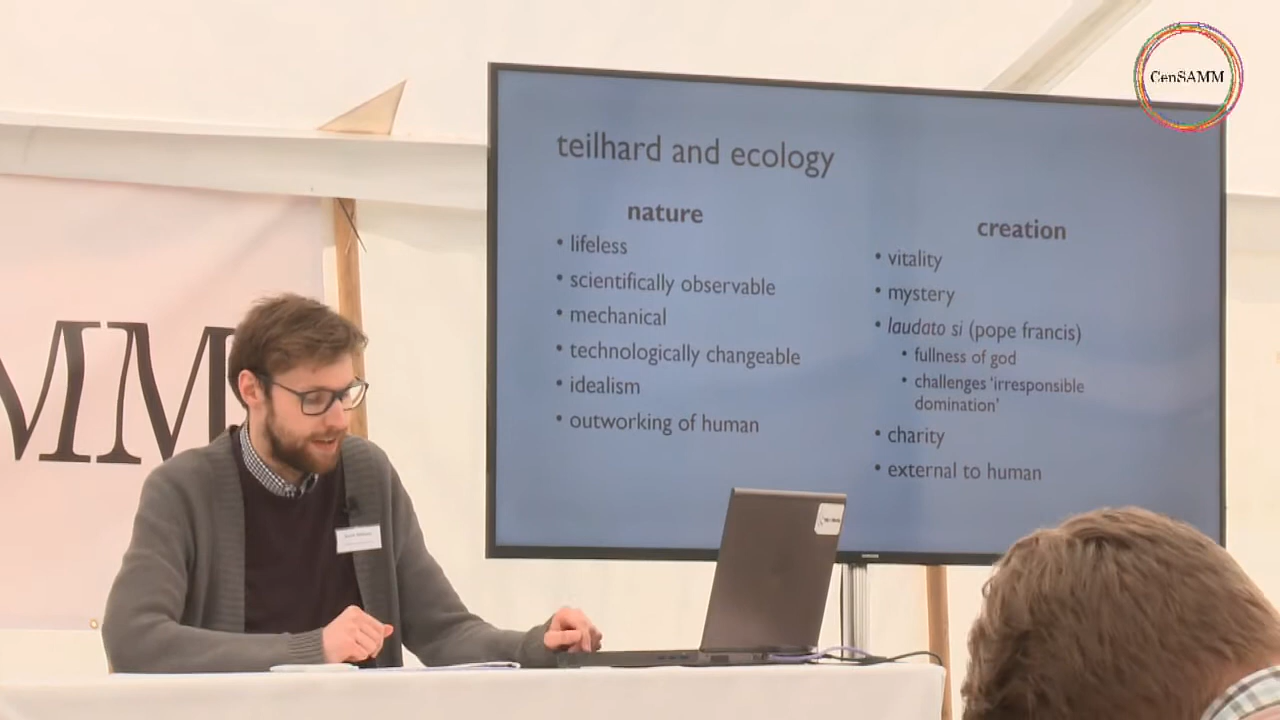 CenSAMM
teilhard and ecology
nature
• lifeless
• scientifically observable
• mechanical
• technologically changeable
• idealism
• outworking of human
creation
• vitality
• mystery
• laudato si (pope francis)
• fullness of god
• challenges 'irresponsible
domination'
• charity
• external to human
MM